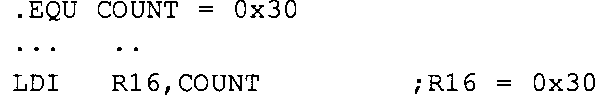 .EQU COUNT = 0x30
... ..
LDI R16,COUNT ;R16 = 0x30